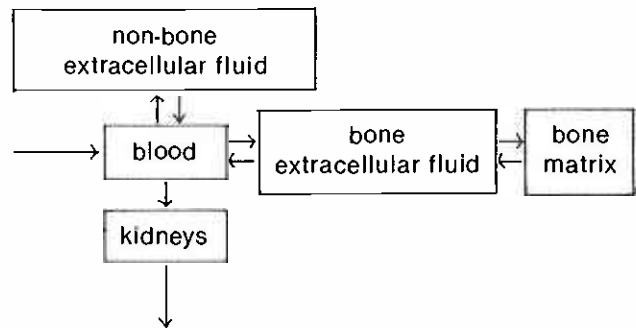 non-bone
extracellular fluid
blood
bone
extracellular fluid
bone
matrix
kidneys